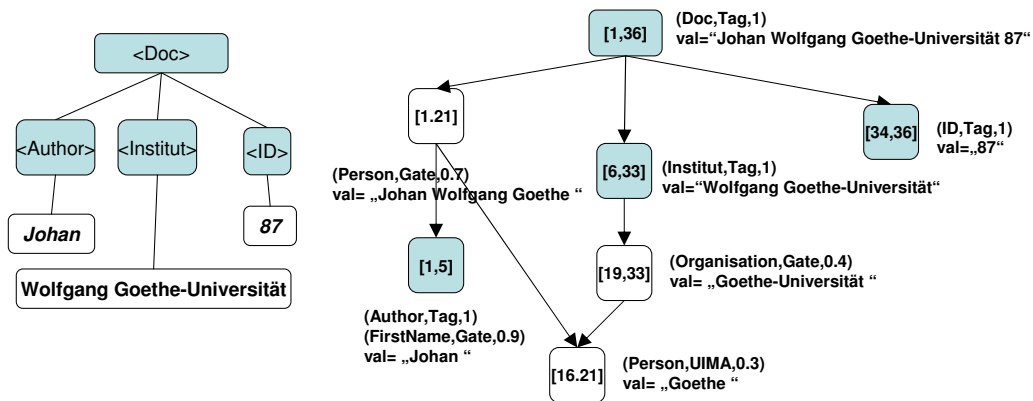 <Doc>
<Author>
<Institut>
<ID>
Johan
87
Wolfgang Goethe-Universität
[1,36]
(Doc,Tag,1)
val=“Johan Wolfgang Goethe-Universität 87“
[1.21]
(Person,Gate,0.7)
val= „Johan Wolfgang Goethe “
[34,36]
(ID,Tag,1)
val=„87“
[6,33]
(Institut,Tag,1)
val=“Wolfgang Goethe-Universität“
[1,5]
(Author,Tag,1)
(FirstName,Gate,0.9)
val= „Johan “
[19,33]
(Organisation,Gate,0.4)
val= „Goethe-Universität “
[16.21]
(Person,UIMA,0.3)
val= „Goethe “